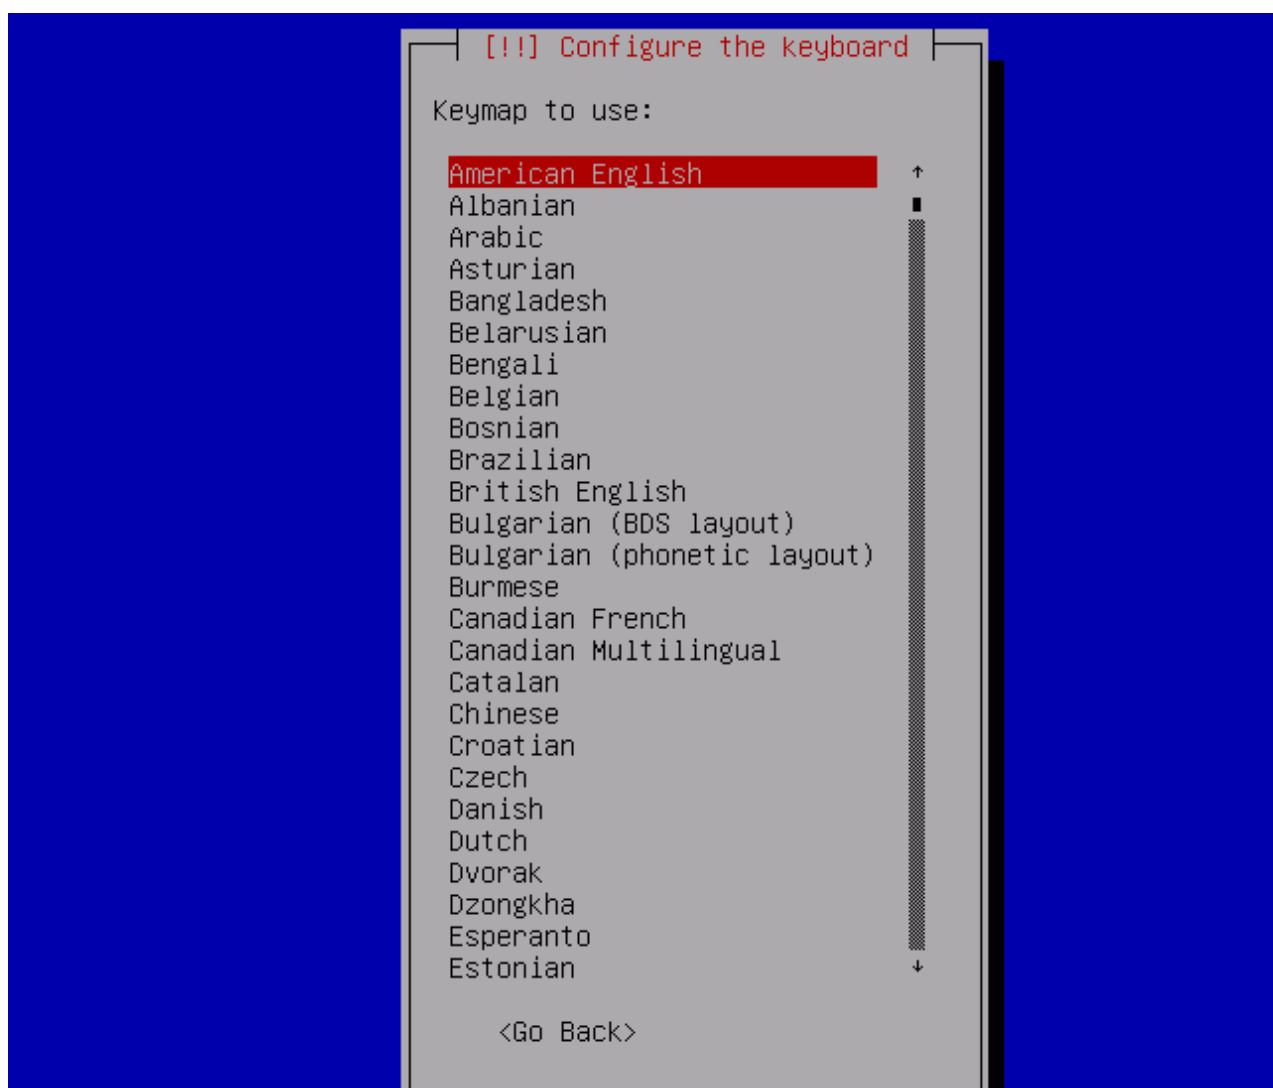 [!!] Configure the keyboard
Keymap to use:
American English
Albanian
Arabic
Asturian
Bangladesh
Belarusian
Bengali
Belgian
Bosnian
Brazilian
British English
Bulgarian (BDS layout)
Bulgarian (phonetic layout)
Burmese
Canadian French
Canadian Multilingual
Catalan
Chinese
Croatian
Czech
Danish
Dutch
Dvorak
Dzongkha
Esperanto
Estonian
<Go Back>